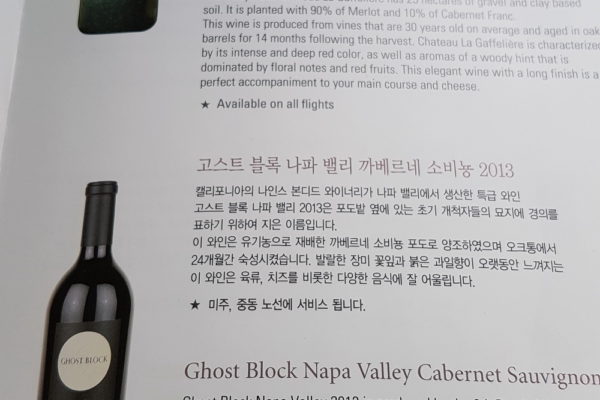 soil. It is planted with 90% of Merlot and 10% of Cabernet Franc.
This wine is produced from vines that are 30 years old on average and aged in oak
barrels for 14 months following the harvest. Chateau La Gaffelière is characterized
by its intense and deep red color, as well as aromas of a woody hint that is
dominated by floral notes and red fruits. This elegant wine with a long finish is a
perfect accompaniment to your main course and cheese.
★ Available on all flights
고스트 블록 나파 밸리 까베르네 소비뇽 2013
캘리포니아의 나인스 본디드 와이너리가 나파 밸리에서 생산한 특급 와인
고스트 블록 나파 밸리 2013은 포도밭 옆에 있는 초기 개척자들의 묘지에 경의를
표하기 위하여 지은 이름입니다.
이 와인은 유기농으로 재배한 까베르네 소비뇽 포도로 양조하였으며 오크통에서
24개월간 숙성시켰습니다. 발랄한 장미 꽃잎과 붉은 과일향이 오랫동안 느껴지는
이 와인은 육류, 치즈를 비롯한 다양한 음식에 잘 어울립니다.
★ 미주, 중동 노선에 서비스 됩니다.
GHOST BLOCK
Ghost Block Napa Valley Cabernet Sauvignon